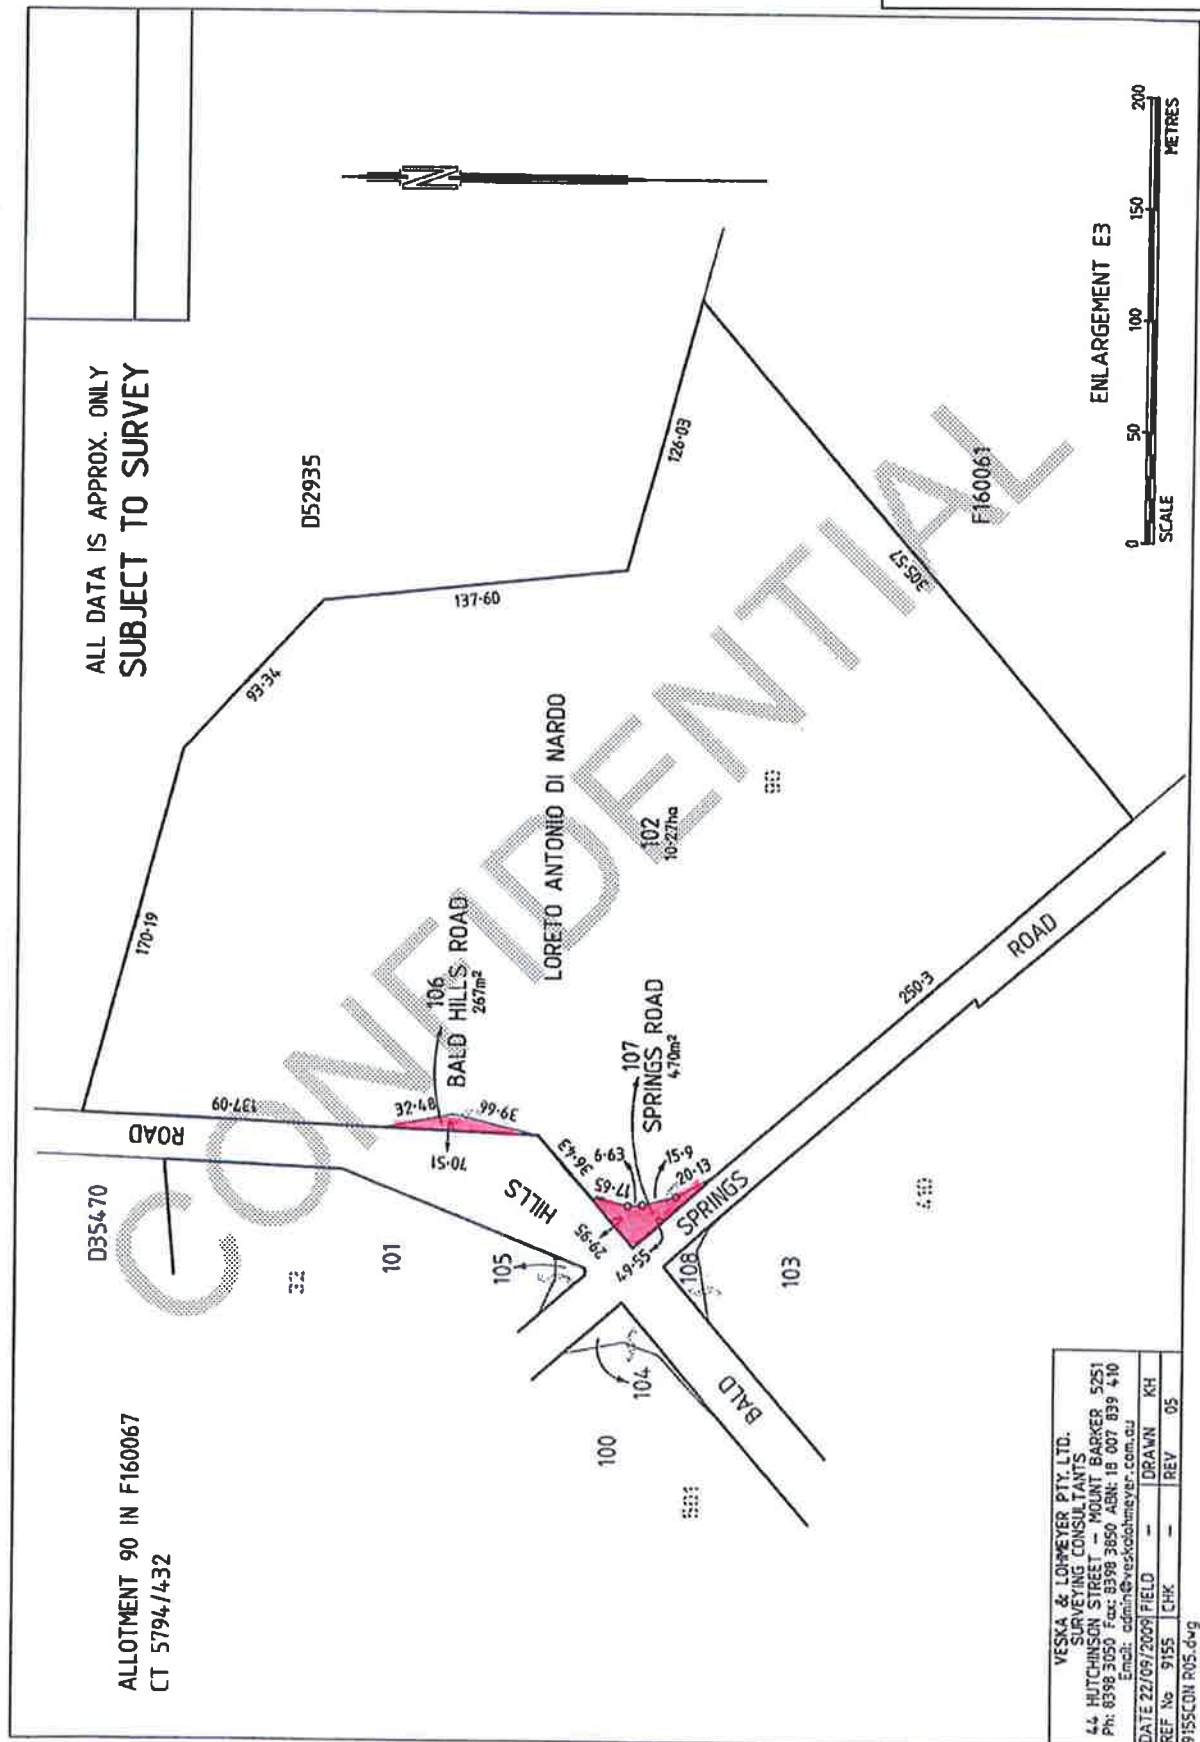 ALLOTMENT 90 IN F160067
CT 5794/432
ALL DATA IS APPROX. ONLY
SUBJECT TO SURVEY
D35470
D52935
ROAD
137·09
170·19
93·34
137·60
126·03
305·57
F160061
32
101
HILLS
70·51
32·48
39·66
106
BALD HILLS ROAD
267m²
LORETO ANTONIO DI NARDO
102
10·27ha
90
105
36·43
29·95
17·65
9·93
107
SPRINGS ROAD
470m²
15·9
20·13
49·55
SPRINGS
ROAD
250·3
104
108
103
100
BALD
501
410
CONFIDENTIAL
ENLARGEMENT E3
0 50 100 150 200
SCALE METRES
VESKA & LOHMEYER PTY. LTD.
SURVEYING CONSULTANTS
44 HUTCHINSON STREET - MOUNT BARKER 5251
Ph: 8398 3050 Fax: 8398 3850 ABN: 18 007 839 410
Email: admin@veskalohmeyer.com.au
DATE 22/09/2009 FIELD - DRAWN KH
REF No 9155 CHK - REV 05
9155CON R05.dwg